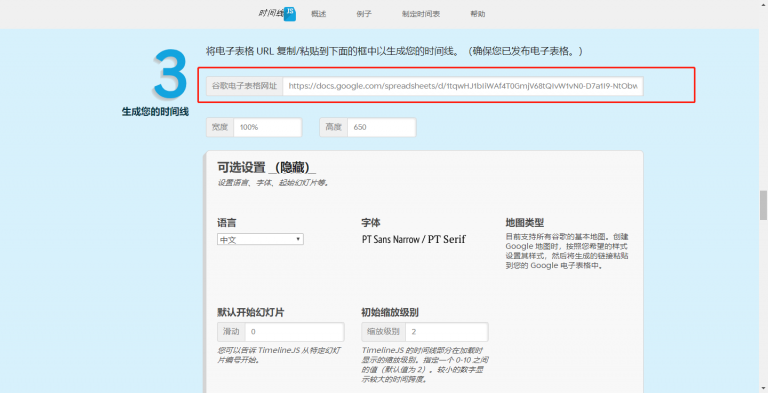 时间线 JS 概述 例子 制定时间表 帮助
3
生成您的时间线
将电子表格 URL 复制/粘贴到下面的框中以生成您的时间线。（确保您已发布电子表格。）
谷歌电子表格网址
宽度 100% 高度 650
可选设置 （隐藏）
设置语言、字体、起始幻灯片等。
语言
中文
字体
PT Sans Narrow / PT Serif
地图类型
目前支持所有谷歌的基本地图。创建
Google 地图时，按照您希望的样式
设置其样式，然后将生成的链接粘贴
到您的 Google 电子表格中。
默认开始幻灯片
滑动 0
您可以告诉 TimelineJS 从特定幻灯
片编号开始。
初始缩放级别
缩放级别 2
TimelineJS 的时间线部分在加载时
显示的缩放级别。指定一个 0-10 之间
的值（默认值为 2）。较小的数字显
示较大的时间跨度。